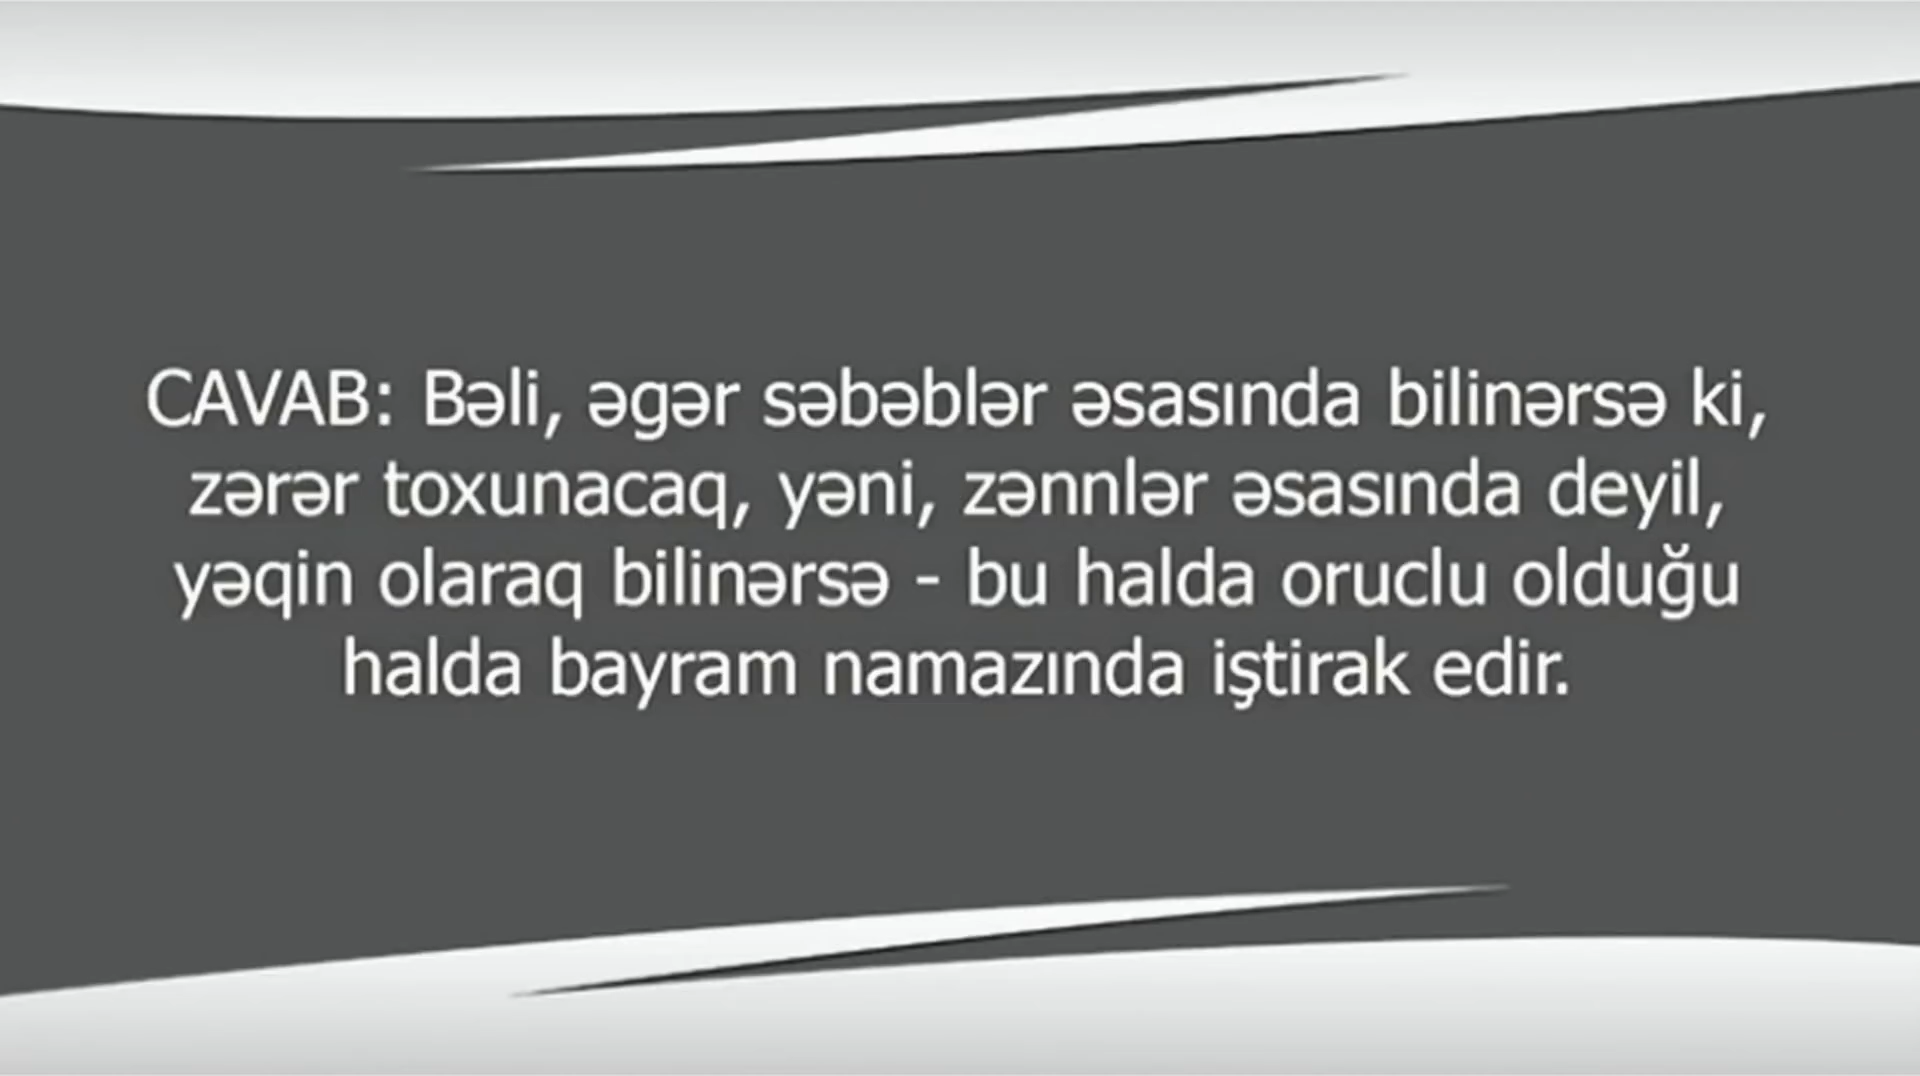 CAVAB: Bəli, əgər səbəblər əsasında bilinərsə ki,
zərər toxunacaq, yəni, zənnlər əsasında deyil,
yəqin olaraq bilinərsə - bu halda oruclu olduğu
halda bayram namazında iştirak edir.